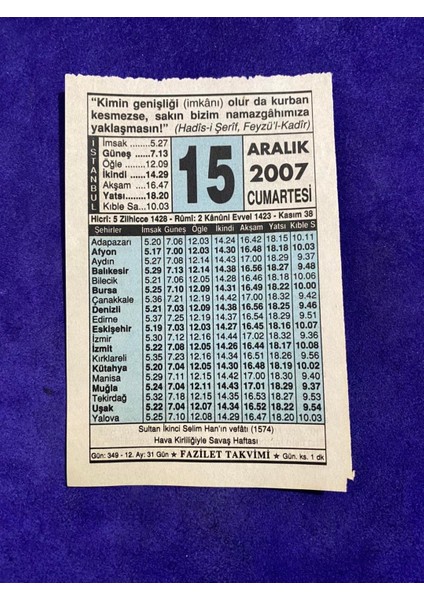 “Kimin genişliği (imkânı) olur da kurban
kesmezse, sakın bizim namazgâhımıza
yaklaşmasın!” (Hadîs-i Şerîf, Feyzü'l-Kadîr)
İSTANBUL
İmsak ...... 5.27
Güneş ..... 7.13
Öğle ....... 12.09
İkindi ..... 14.29
Akşam ... 16.47
Yatsı....... 18.20
Kıble Sa... 10.03
15
ARALIK
2007
CUMARTESİ
Hicrî: 5 Zilhicce 1428 - Rûmî: 2 Kânûni Evvel 1423 - Kasım 38
Şehirler İmsak Güneş Öğle İkindi Akşam Yatsı Kıble S
Adapazarı 5.20 7.06 12.03 14.24 16.42 18.15 10.11
Afyon 5.17 7.00 12.03 14.30 16.48 18.18 10.03
Aydın 5.27 7.08 12.14 14.43 17.00 18.29 9.37
Balıkesir 5.29 7.13 12.14 14.38 16.56 18.27 9.48
Bilecik 5.21 7.06 12.05 14.28 16.46 18.18 10.06
Bursa 5.25 7.10 12.09 14.31 16.49 18.22 10.00
Çanakkale 5.36 7.21 12.19 14.42 17.00 18.32 9.42
Denizli 5.21 7.03 12.09 14.38 16.56 18.25 9.46
Edirne 5.37 7.25 12.19 14.37 16.54 18.29 9.51
Eskişehir 5.19 7.03 12.03 14.27 16.45 18.16 10.07
İzmir 5.30 7.12 12.16 14.44 17.02 18.32 9.36
İzmit 5.22 7.08 12.05 14.26 16.44 18.17 10.08
Kırklareli 5.35 7.23 12.16 14.34 16.51 18.26 9.56
Kütahya 5.20 7.04 12.05 14.30 16.48 18.19 10.02
Manisa 5.29 7.11 12.15 14.43 17.00 18.30 9.40
Muğla 5.24 7.04 12.11 14.43 17.01 18.29 9.37
Tekirdağ 5.32 7.18 12.15 14.35 16.53 18.27 9.53
Uşak 5.22 7.04 12.07 14.34 16.52 18.22 9.54
Yalova 5.25 7.10 12.08 14.29 16.47 18.20 10.03
Sultan İkinci Selim Han'ın vefâtı (1574)
Hava Kirliliğiyle Savaş Haftası
Gün: 349 - 12. Ay: 31 Gün ★ FAZİLET TAKVİMİ ★ Gün. ks. 1 dk